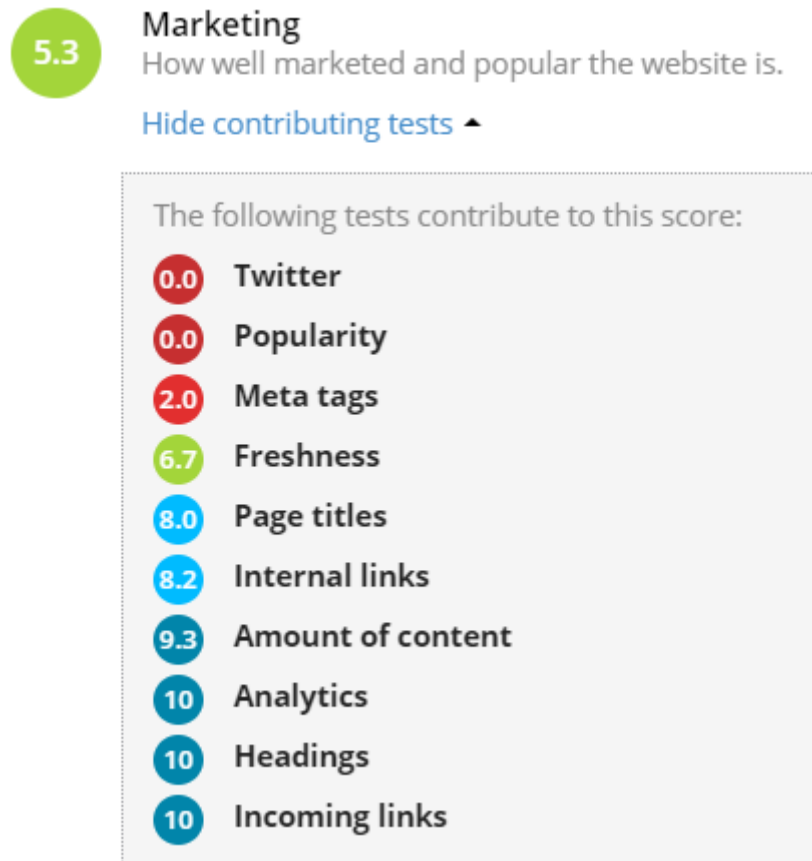 5.3 Marketing
How well marketed and popular the website is.
Hide contributing tests
The following tests contribute to this score:
0.0 Twitter
0.0 Popularity
2.0 Meta tags
6.7 Freshness
8.0 Page titles
8.2 Internal links
9.3 Amount of content
10 Analytics
10 Headings
10 Incoming links